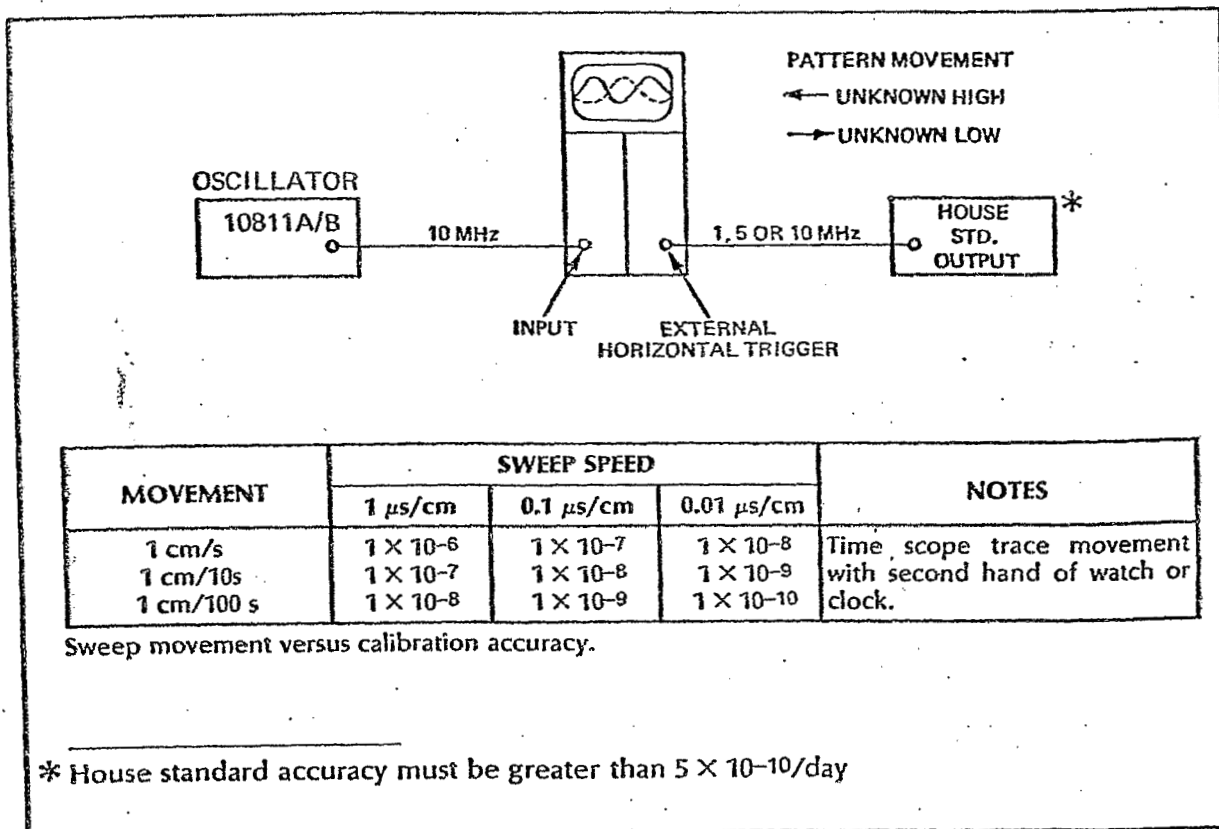 PATTERN MOVEMENT
← UNKNOWN HIGH
→ UNKNOWN LOW
OSCILLATOR
10811A/B
10 MHz
1, 5 OR 10 MHz
HOUSE
STD.
OUTPUT
*
INPUT
EXTERNAL
HORIZONTAL TRIGGER
MOVEMENT
SWEEP SPEED
NOTES
1 μs/cm
0.1 μs/cm
0.01 μs/cm
1 cm/s
1 × 10–6
1 × 10–7
1 × 10–8
Time scope trace movement
1 cm/10s
1 × 10–7
1 × 10–8
1 × 10–9
with second hand of watch or
1 cm/100 s
1 × 10–8
1 × 10–9
1 × 10–10
clock.
Sweep movement versus calibration accuracy.
* House standard accuracy must be greater than 5 × 10–10/day